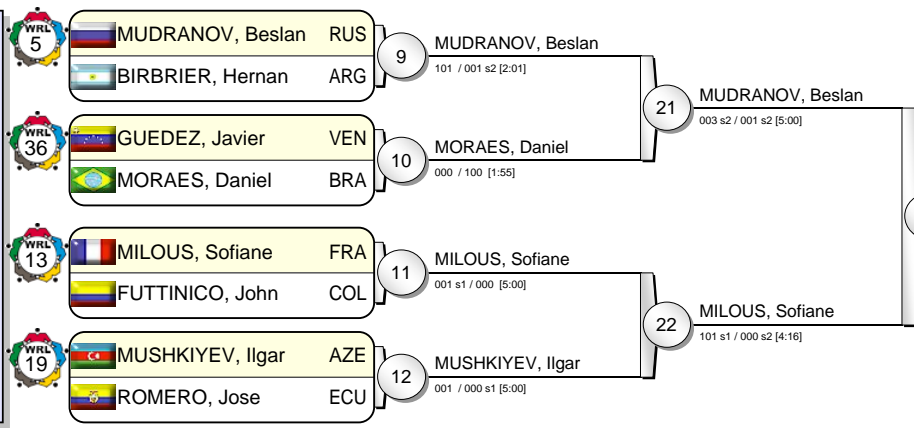 WRL
5
MUDRANOV, Beslan RUS
BIRBRIER, Hernan ARG
9
MUDRANOV, Beslan
101 / 001 s2 [2:01]
WRL
36
GUEDEZ, Javier VEN
MORAES, Daniel BRA
10
MORAES, Daniel
000 / 100 [1:55]
21
MUDRANOV, Beslan
003 s2 / 001 s2 [5:00]
WRL
13
MILOUS, Sofiane FRA
FUTTINICO, John COL
11
MILOUS, Sofiane
001 s1 / 000 [5:00]
WRL
19
MUSHKIYEV, Ilgar AZE
ROMERO, Jose ECU
12
MUSHKIYEV, Ilgar
001 / 000 s1 [5:00]
22
MILOUS, Sofiane
101 s1 / 000 s2 [4:16]